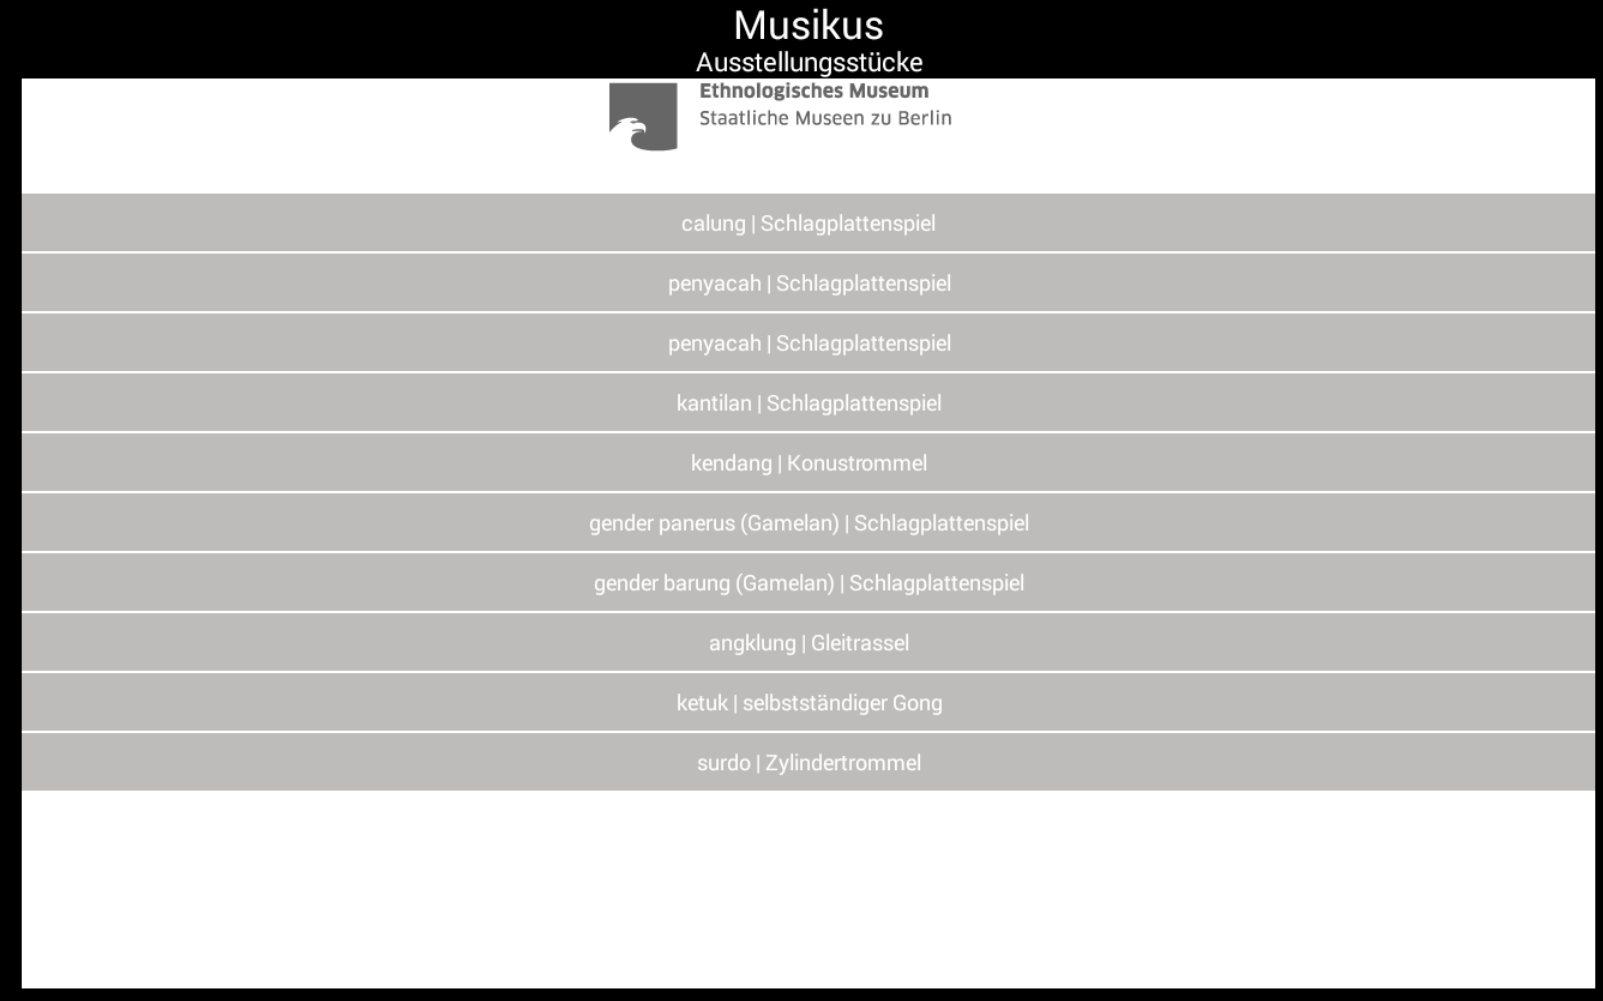 Musikus
Ausstellungsstücke
Ethnologisches Museum
Staatliche Museen zu Berlin
calung | Schlagplattenspiel
penyacah | Schlagplattenspiel
penyacah | Schlagplattenspiel
kantilan | Schlagplattenspiel
kendang | Konustrommel
gender panerus (Gamelan) | Schlagplattenspiel
gender barung (Gamelan) | Schlagplattenspiel
angklung | Gleitrassel
ketuk | selbstständiger Gong
surdo | Zylindertrommel